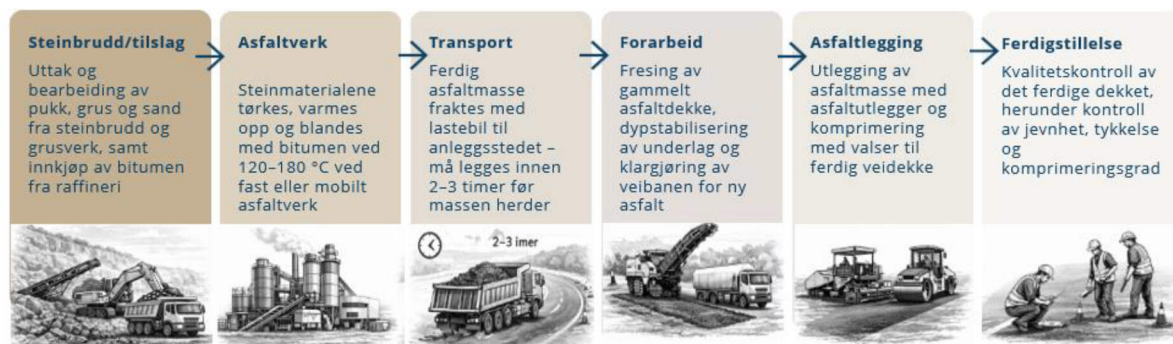 Steinbrudd/tilslag
Uttak og
bearbeiding av
pukk, grus og sand
fra steinbrudd og
grusverk, samt
innkjøp av bitumen
fra raffineri
Asfaltverk
Steinmaterialene
tørkes, varmes
opp og blandes
med bitumen ved
120–180 °C ved
fast eller mobilt
asfaltverk
Transport
Ferdig
asfaltmasse
fraktes med
lastebil til
anleggsstedet –
må legges innen
2–3 timer før
massen herder
2–3 imer
Forarbeid
Fresing av
gammelt
asfaltdekke,
dypstabilisering
av underlag og
klargjøring av
veibanen for ny
asfalt
Asfaltlegging
Utlegging av
asfaltmasse med
asfaltutlegger og
komprimering
med valser til
ferdig veidekke
Ferdigstillelse
Kvalitetskontroll av
det ferdige dekket,
herunder kontroll
av jevnhet, tykkelse
og
komprimeringsgrad